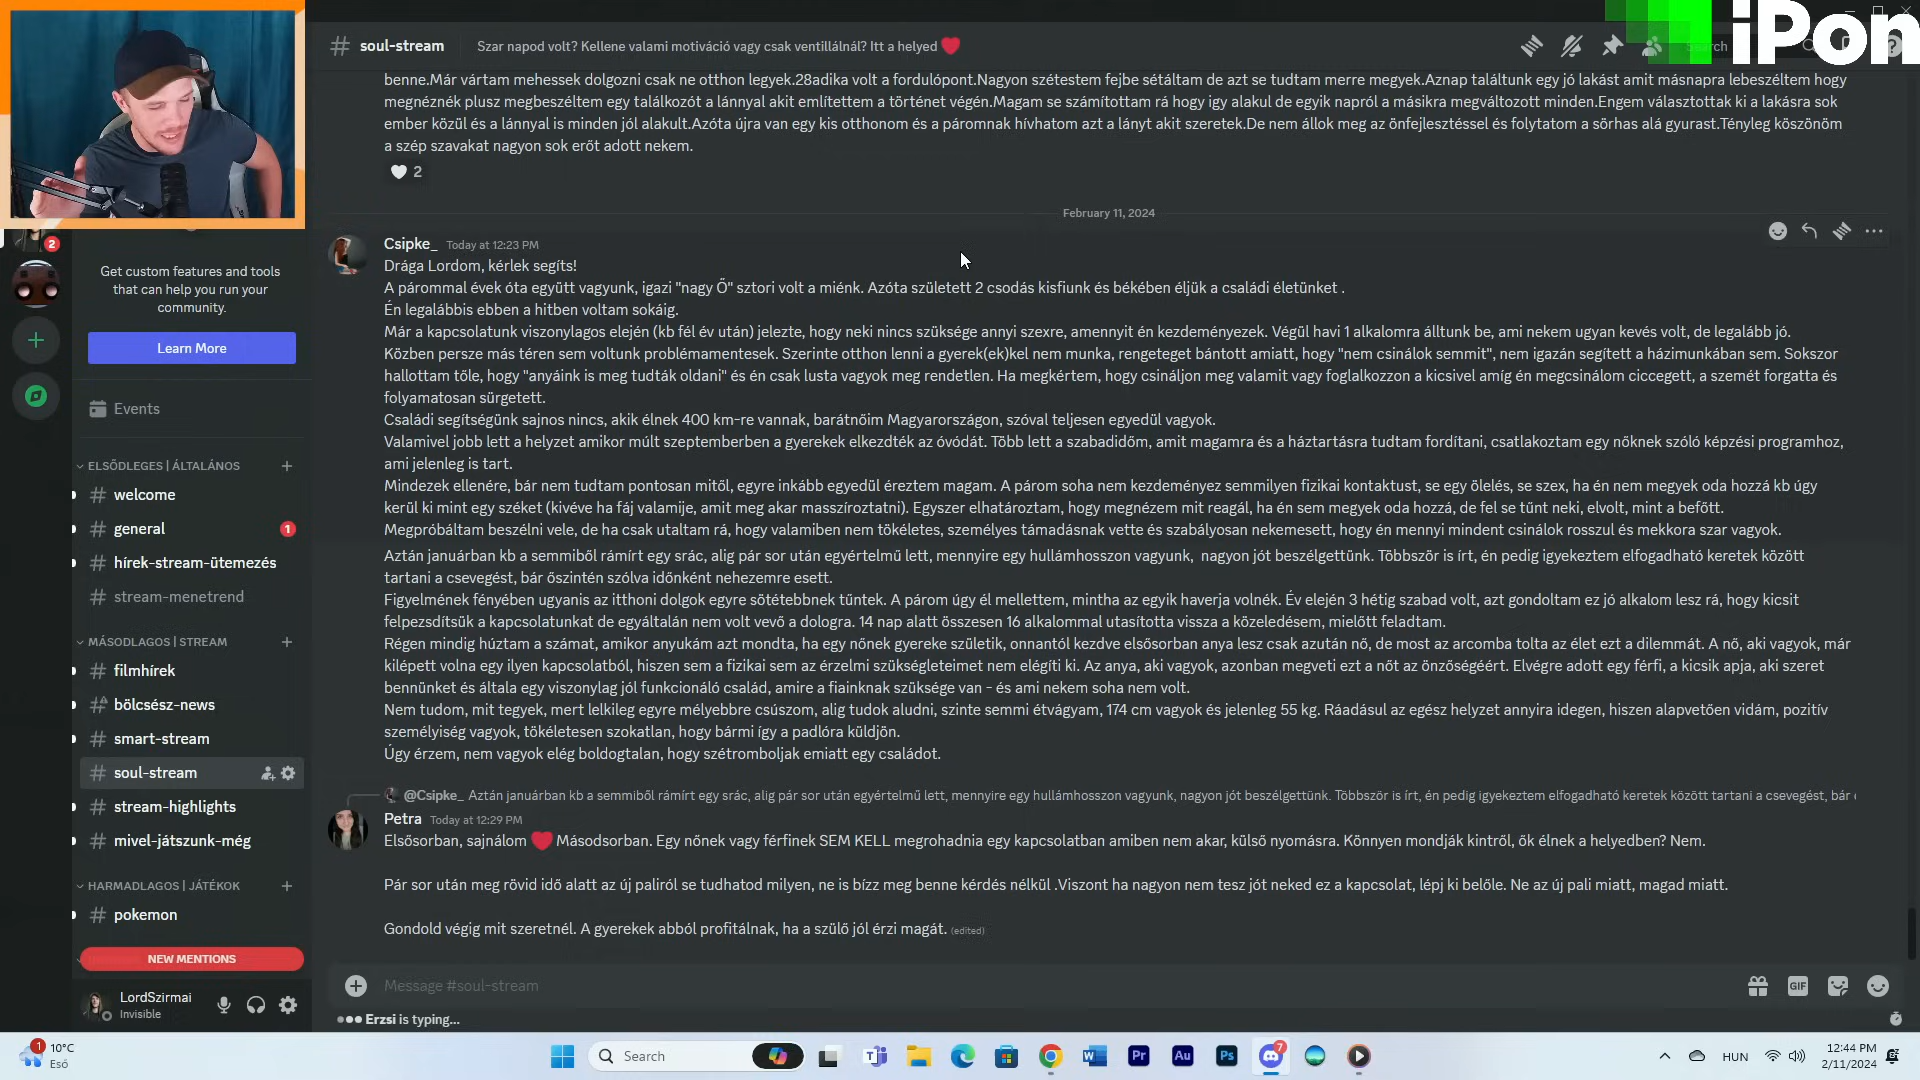 iPon
# soul-stream
Szar napod volt? Kellene valami motiváció vagy csak ventillálnál? Itt a helyed ❤
Search
benne.Már vártam mehessek dolgozni csak ne otthon legyek.28adika volt a fordulópont.Nagyon szétestem fejbe sétáltam de azt se tudtam merre megyek.Aznap találtunk egy jó lakást amit másnapra lebeszéltem hogy
megnéznék plusz megbeszéltem egy találkozót a lánnyal akit említettem a történet végén.Magam se számítottam rá hogy igy alakul de egyik napról a másikra megváltozott minden.Engem választottak ki a lakásra sok
ember közül és a lánnyal is minden jól alakult.Azóta újra van egy kis otthonom és a páromnak hívhatom azt a lányt akit szeretek.De nem állok meg az önfejlesztéssel és folytatom a sörhas alá gyurast.Tényleg köszönöm
a szép szavakat nagyon sok erőt adott nekem.
2
February 11, 2024
Csipke_ Today at 12:23 PM
Drága Lordom, kérlek segíts!
A párommal évek óta együtt vagyunk, igazi "nagy Ő" sztori volt a miénk. Azóta született 2 csodás kisfiunk és békében éljük a családi életünket .
Én legalábbis ebben a hitben voltam sokáig.
Már a kapcsolatunk viszonylagos elején (kb fél év után) jelezte, hogy neki nincs szüksége annyi szexre, amennyit én kezdeményezek. Végül havi 1 alkalomra álltunk be, ami nekem ugyan kevés volt, de legalább jó.
Közben persze más téren sem voltunk problémamentesek. Szerinte otthon lenni a gyerek(ek)kel nem munka, rengeteget bántott amiatt, hogy "nem csinálok semmit", nem igazán segített a házimunkában sem. Sokszor
hallottam tőle, hogy "anyáink is meg tudták oldani" és én csak lusta vagyok meg rendetlen. Ha megkértem, hogy csináljon meg valamit vagy foglalkozzon a kicsivel amíg én megcsinálom ciccegett, a szemét forgatta és
folyamatosan sürgetett.
Családi segítségünk sajnos nincs, akik élnek 400 km-re vannak, barátnőim Magyarországon, szóval teljesen egyedül vagyok.
Valamivel jobb lett a helyzet amikor múlt szeptemberben a gyerekek elkezdték az óvódát. Több lett a szabadidőm, amit magamra és a háztartásra tudtam fordítani, csatlakoztam egy nőknek szóló képzési programhoz,
ami jelenleg is tart.
Mindezek ellenére, bár nem tudtam pontosan mitől, egyre inkább egyedül éreztem magam. A párom soha nem kezdeményez semmilyen fizikai kontaktust, se egy ölelés, se szex, ha én nem megyek oda hozzá kb úgy
kerül ki mint egy széket (kivéve ha fáj valamije, amit meg akar masszíroztatni). Egyszer elhatároztam, hogy megnézem mit reagál, ha én sem megyek oda hozzá, de fel se tűnt neki, elvolt, mint a befőtt.
Megpróbáltam beszélni vele, de ha csak utaltam rá, hogy valamiben nem tökéletes, személyes támadásnak vette és szabályosan nekemesett, hogy én mennyi mindent csinálok rosszul és mekkora szar vagyok.
Aztán januárban kb a semmiből rámírt egy srác, alig pár sor után egyértelmű lett, mennyire egy hullámhosszon vagyunk, nagyon jót beszélgettünk. Többször is írt, én pedig igyekeztem elfogadható keretek között
tartani a csevegést, bár őszintén szólva időnként nehezemre esett.
Figyelmének fényében ugyanis az itthoni dolgok egyre sötétebbnek tűntek. A párom úgy él mellettem, mintha az egyik haverja volnék. Év elején 3 hétig szabad volt, azt gondoltam ez jó alkalom lesz rá, hogy kicsit
felpezsdítsük a kapcsolatunkat de egyáltalán nem volt vevő a dologra. 14 nap alatt összesen 16 alkalommal utasította vissza a közeledésem, mielőtt feladtam.
Régen mindig húztam a számat, amikor anyukám azt mondta, ha egy nőnek gyereke születik, onnantól kezdve elsősorban anya lesz csak azután nő, de most az arcomba tolta az élet ezt a dilemmát. A nő, aki vagyok, már
kilépett volna egy ilyen kapcsolatból, hiszen sem a fizikai sem az érzelmi szükségleteimet nem elégíti ki. Az anya, aki vagyok, azonban megveti ezt a nőt az önzőségéért. Elvégre adott egy férfi, a kicsik apja, aki szeret
bennünket és általa egy viszonylag jól funkcionáló család, amire a fiainknak szüksége van - és ami nekem soha nem volt.
Nem tudom, mit tegyek, mert lelkileg egyre mélyebbre csúszom, alig tudok aludni, szinte semmi étvágyam, 174 cm vagyok és jelenleg 55 kg. Ráadásul az egész helyzet annyira idegen, hiszen alapvetően vidám, pozitív
személyiség vagyok, tökéletesen szokatlan, hogy bármi így a padlóra küldjön.
Úgy érzem, nem vagyok elég boldogtalan, hogy szétromboljak emiatt egy családot.
@Csipke_ Aztán januárban kb a semmiből rámírt egy srác, alig pár sor után egyértelmű lett, mennyire egy hullámhosszon vagyunk, nagyon jót beszélgettünk. Többször is írt, én pedig igyekeztem elfogadható keretek között tartani a csevegést, bár
Petra Today at 12:29 PM
Elsősorban, sajnálom ❤ Másodsorban. Egy nőnek vagy férfinek SEM KELL megrohadnia egy kapcsolatban amiben nem akar, külső nyomásra. Könnyen mondják kintről, ők élnek a helyedben? Nem.
Pár sor után meg rövid idő alatt az új paliról se tudhatod milyen, ne is bízz meg benne kérdés nélkül .Viszont ha nagyon nem tesz jót neked ez a kapcsolat, lépj ki belőle. Ne az új pali miatt, magad miatt.
Gondold végig mit szeretnél. A gyerekek abból profitálnak, ha a szülő jól érzi magát. (edited)
Message #soul-stream
GIF
Erzsi is typing...
2
Get custom features and tools
that can help you run your
community.
Learn More
Events
ELSŐDLEGES | ÁLTALÁNOS
# welcome
# general 1
# hírek-stream-ütemezés
# stream-menetrend
MÁSODLAGOS | STREAM
# filmhírek
# bölcsész-news
# smart-stream
# soul-stream
# stream-highlights
# mivel-játszunk-még
HARMADLAGOS | JÁTÉKOK
# pokemon
NEW MENTIONS
LordSzirmai
Invisible
1
10°C
Eső
Search
W
Pr
Au
Ps
7
HUN
12:44 PM
2/11/2024